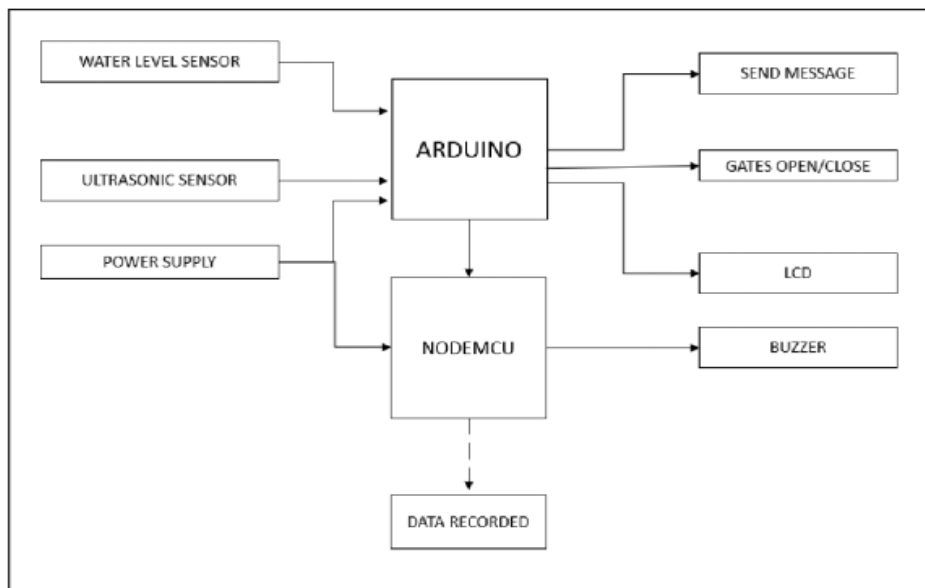 WATER LEVEL SENSOR
ULTRASONIC SENSOR
POWER SUPPLY
ARDUINO
NODEMCU
DATA RECORDED
SEND MESSAGE
GATES OPEN/CLOSE
LCD
BUZZER